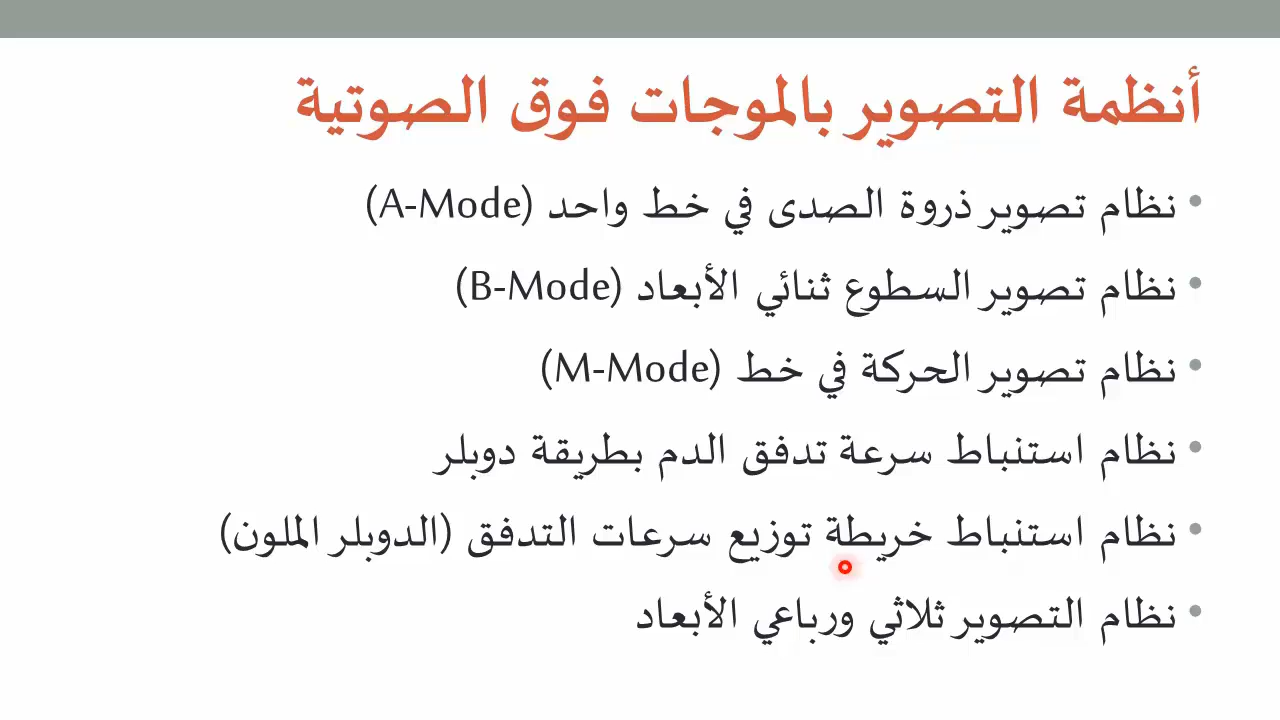 أنظمة التصوير بالموجات فوق الصوتية
• نظام تصوير ذروة الصدى في خط واحد (A-Mode)
• نظام تصوير السطوع ثنائي الأبعاد (B-Mode)
• نظام تصوير الحركة في خط (M-Mode)
• نظام استنباط سرعة تدفق الدم بطريقة دوبلر
• نظام استنباط خريطة توزيع سرعات التدفق (الدوبلر الملون)
• نظام التصوير ثلاثي ورباعي الأبعاد